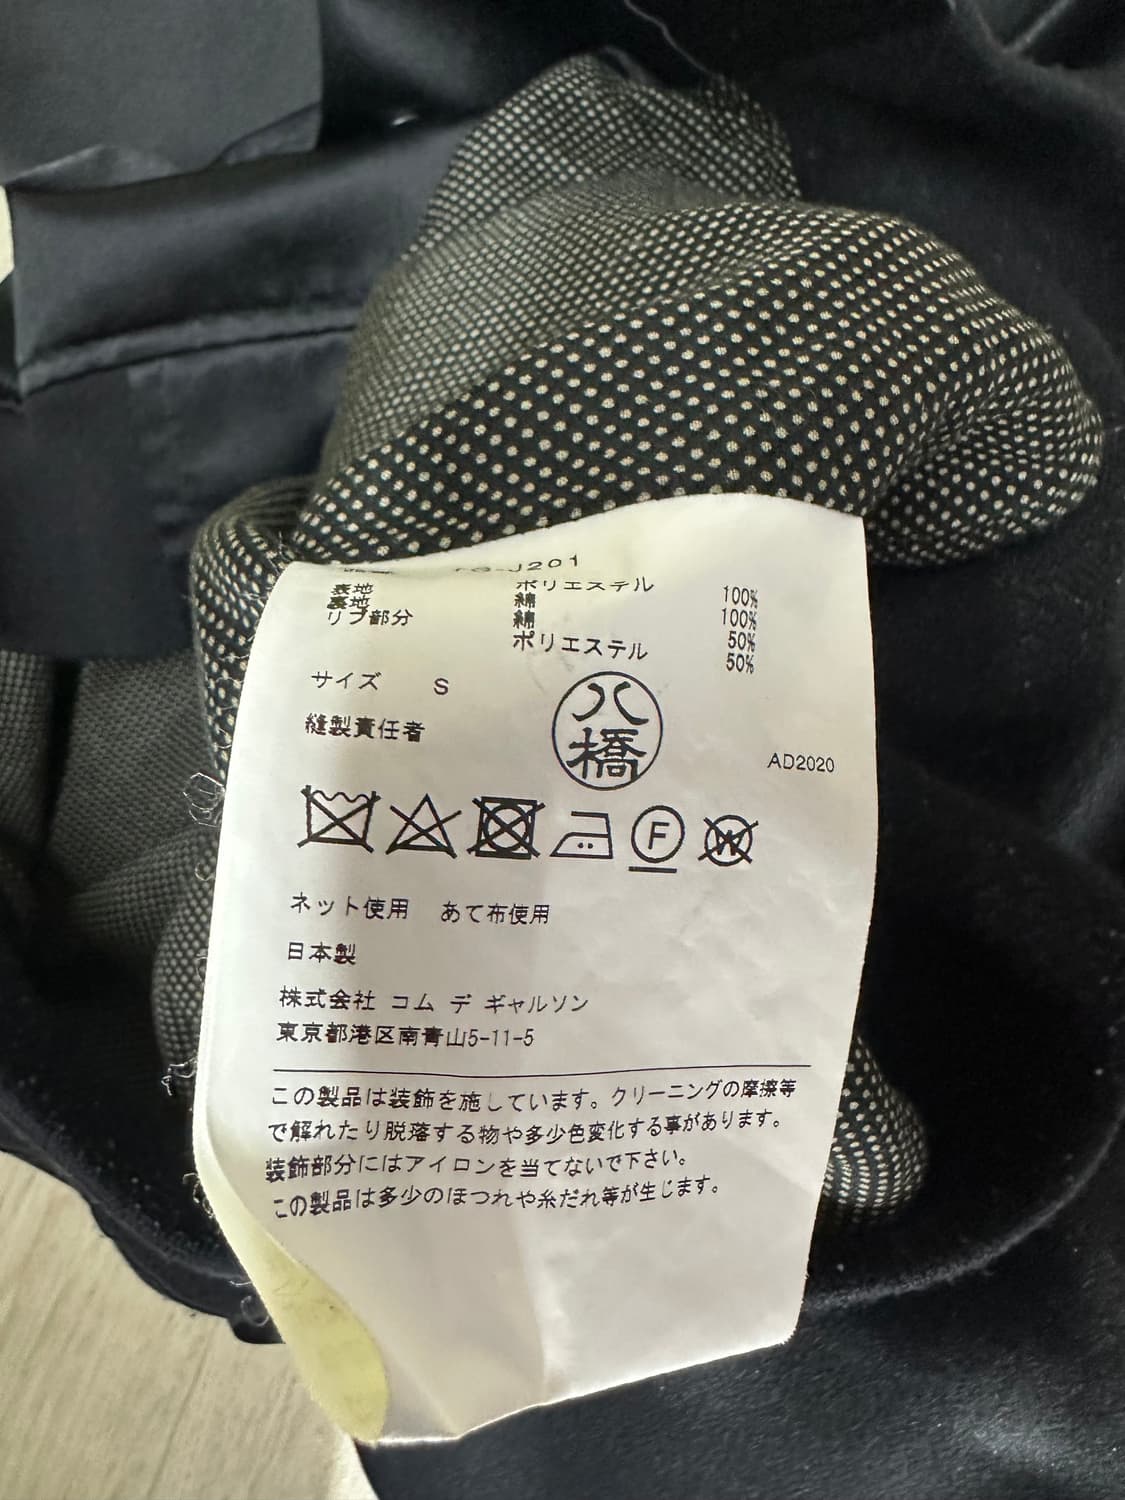 J201
表地 ポリエステル 100%
裏地 綿 100%
リブ部分 綿 50%
ポリエステル 50%
サイズ S
縫製責任者 八橋
AD2020
F
W
ネット使用 あて布使用
日本製
株式会社 コム デ ギャルソン
東京都港区南青山5-11-5
この製品は装飾を施しています。クリーニングの摩擦等
で解れたり脱落する物や多少色変化する事があります。
装飾部分にはアイロンを当てないで下さい。
この製品は多少のほつれや糸だれ等が生じます。